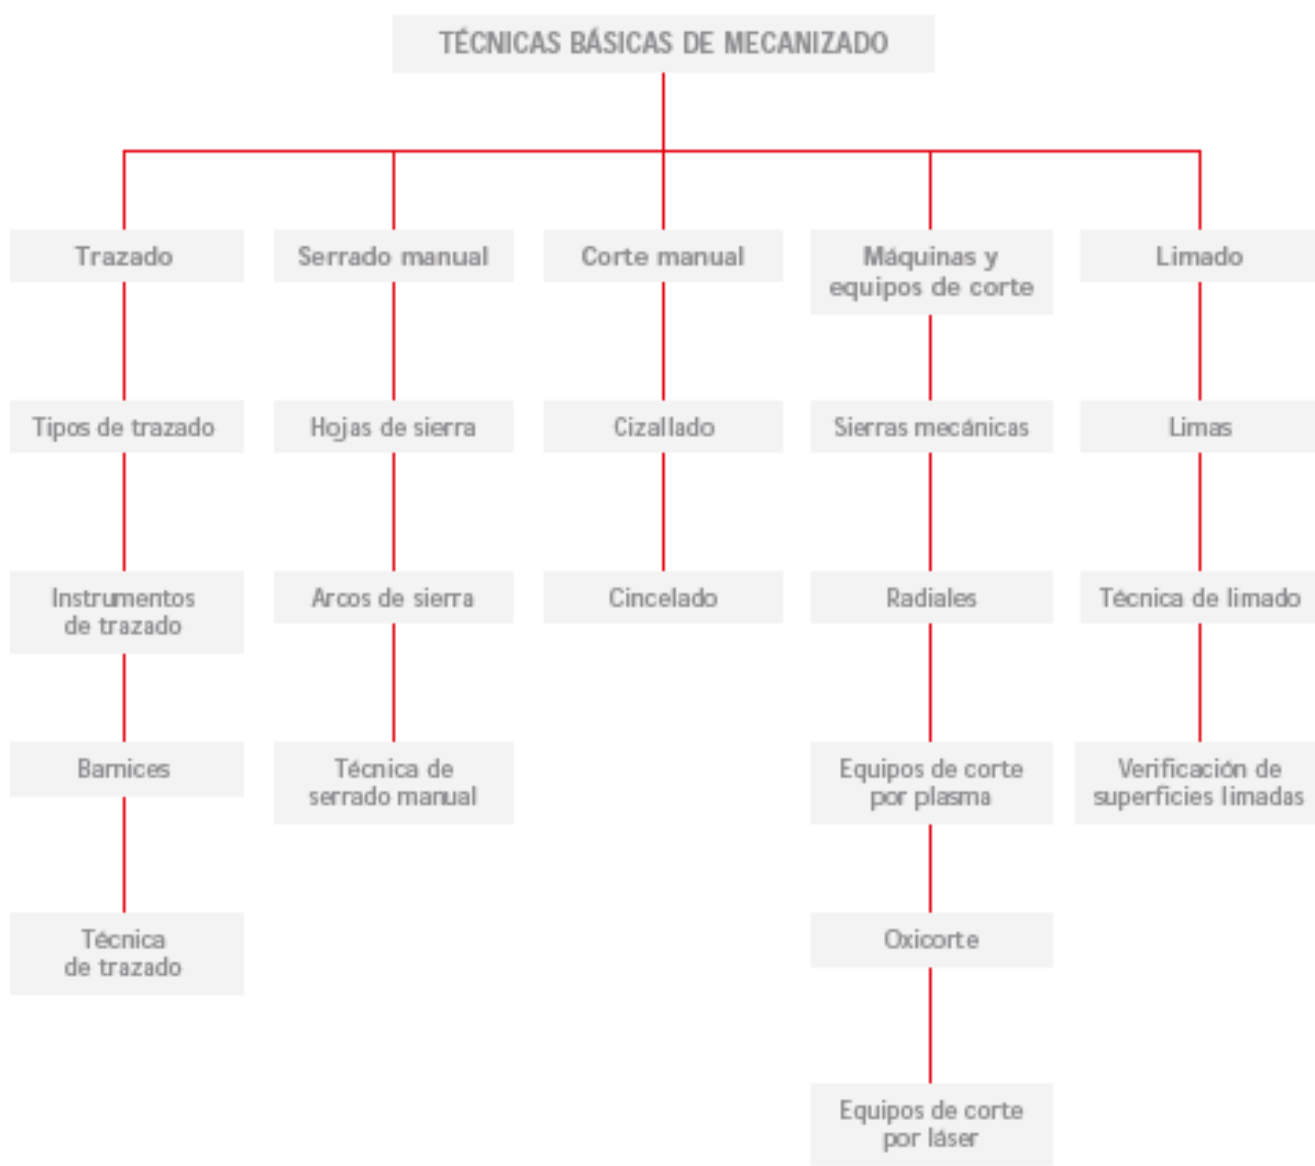 TÉCNICAS BÁSICAS DE MECANIZADO
Trazado
Serrado manual
Corte manual
Máquinas y
equipos de corte
Limado
Tipos de trazado
Hojas de sierra
Cizallado
Sierras mecánicas
Limas
Instrumentos
de trazado
Arcos de sierra
Cincelado
Radiales
Técnica de limado
Barnices
Técnica de
serrado manual
Equipos de corte
por plasma
Verificación de
superficies limadas
Técnica
de trazado
Oxicorte
Equipos de corte
por láser